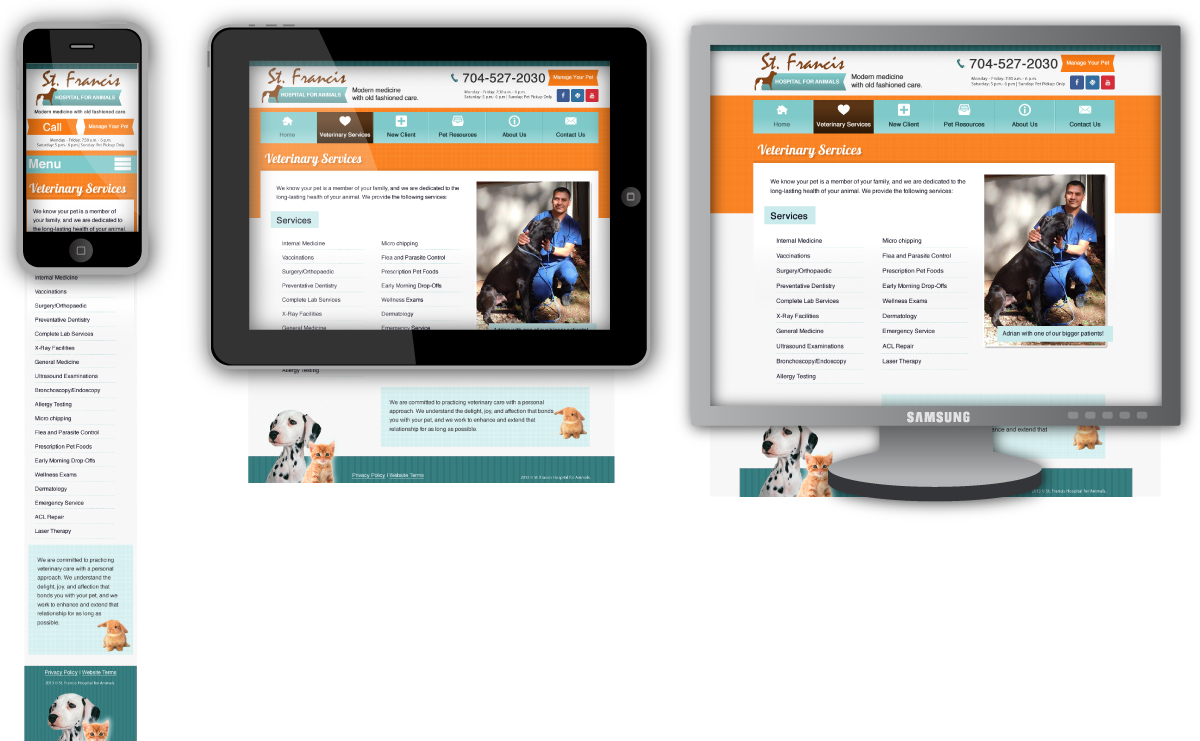 St. Francis
HOSPITAL FOR ANIMALS
Modern medicine with old fashioned care.
Call
Manage Your Pet
Monday - Friday: 7:30 a.m. - 6 p.m.
Saturday: 5 p.m.- 6 p.m | Sunday Pet Pickup Only
Menu
Veterinary Services
We know your pet is a member of
your family, and we are dedicated to
the long-lasting health of your animal.
Internal Medicine
Vaccinations
Surgery/Orthopaedic
Preventative Dentistry
Complete Lab Services
X-Ray Facilities
General Medicine
Ultrasound Examinations
Bronchoscopy/Endoscopy
Allergy Testing
Micro chipping
Flea and Parasite Control
Prescription Pet Foods
Early Morning Drop-Offs
Wellness Exams
Dermatology
Emergency Service
ACL Repair
Laser Therapy
We are committed to practicing
veterinary care with a personal
approach. We understand the
delight, joy, and affection that
bonds you with your pet, and we
work to enhance and extend that
relationship for as long as
possible.
Privacy Policy | Website Terms
2013 © St. Francis Hospital for Animals
St. Francis
HOSPITAL FOR ANIMALS
Modern medicine
with old fashioned care.
704-527-2030
Manage Your Pet
Monday - Friday: 7:30 a.m. - 6 p.m.
Saturday: 5 p.m.- 6 p.m | Sunday Pet Pickup Only
Home
Veterinary Services
New Client
Pet Resources
About Us
Contact Us
Veterinary Services
We know your pet is a member of your family, and we are dedicated to the
long-lasting health of your animal. We provide the following services:
Services
Internal Medicine
Vaccinations
Surgery/Orthopaedic
Preventative Dentistry
Complete Lab Services
X-Ray Facilities
General Medicine
Micro chipping
Flea and Parasite Control
Prescription Pet Foods
Early Morning Drop-Offs
Wellness Exams
Dermatology
Emergency Service
Allergy Testing
We are committed to practicing veterinary care with a personal
approach. We understand the delight, joy, and affection that bonds
you with your pet, and we work to enhance and extend that
relationship for as long as possible.
Privacy Policy | Website Terms
2013 © St. Francis Hospital for Animals
St. Francis
HOSPITAL FOR ANIMALS
Modern medicine
with old fashioned care.
704-527-2030
Manage Your Pet
Monday - Friday: 7:30 a.m. - 6 p.m.
Saturday: 5 p.m.- 6 p.m | Sunday Pet Pickup Only
Home
Veterinary Services
New Client
Pet Resources
About Us
Contact Us
Veterinary Services
We know your pet is a member of your family, and we are dedicated to the
long-lasting health of your animal. We provide the following services:
Services
Internal Medicine
Vaccinations
Surgery/Orthopaedic
Preventative Dentistry
Complete Lab Services
X-Ray Facilities
General Medicine
Ultrasound Examinations
Bronchoscopy/Endoscopy
Allergy Testing
Micro chipping
Flea and Parasite Control
Prescription Pet Foods
Early Morning Drop-Offs
Wellness Exams
Dermatology
Emergency Service
ACL Repair
Laser Therapy
Adrian with one of our bigger patients!
SAMSUNG
and extend that
2013 © St. Francis Hospital for Animals